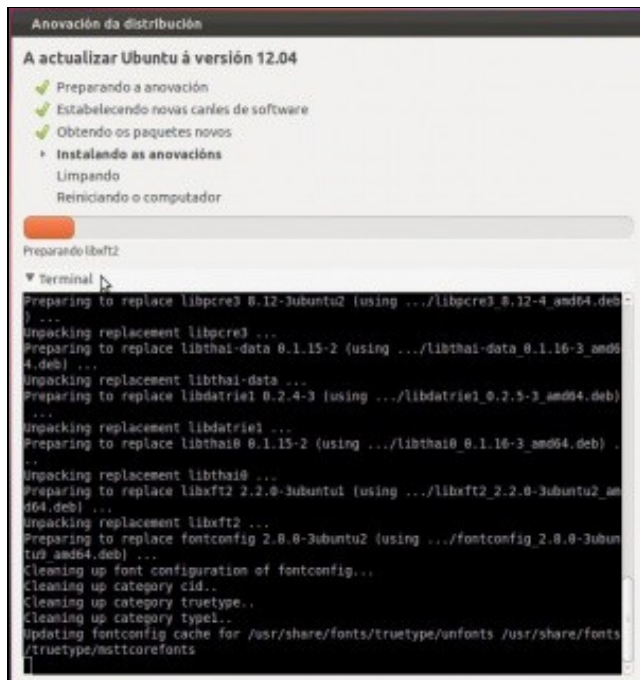 Anovación da distribución
A actualizar Ubuntu á versión 12.04
Preparando a anovación
Estabelecendo novas canles de software
Obtendo os paquetes novos
Instalando as anovacións
Limpando
Reiniciando o computador
Preparando libxft2
Terminal
Preparing to replace libpcre3 8.12-3ubuntu2 (using .../libpcre3_8.12-4_amd64.deb
) ...
Unpacking replacement libpcre3 ...
Preparing to replace libthai-data 0.1.15-2 (using .../libthai-data_0.1.16-3_amd6
4.deb) ...
Unpacking replacement libthai-data ...
Preparing to replace libdatrie1 0.2.4-3 (using .../libdatrie1_0.2.5-3_amd64.deb)
...
Unpacking replacement libdatrie1 ...
Preparing to replace libthai0 0.1.15-2 (using .../libthai0_0.1.16-3_amd64.deb) .
..
Unpacking replacement libthai0 ...
Preparing to replace libxft2 2.2.0-3ubuntu1 (using .../libxft2_2.2.0-3ubuntu2_am
d64.deb) ...
Unpacking replacement libxft2 ...
Preparing to replace fontconfig 2.8.0-3ubuntu2 (using .../fontconfig_2.8.0-3ubun
tu9_amd64.deb) ...
Cleaning up font configuration of fontconfig...
Cleaning up category cid..
Cleaning up category truetype..
Cleaning up category type1..
Updating fontconfig cache for /usr/share/fonts/truetype/unfonts /usr/share/fonts
/truetype/msttcorefonts